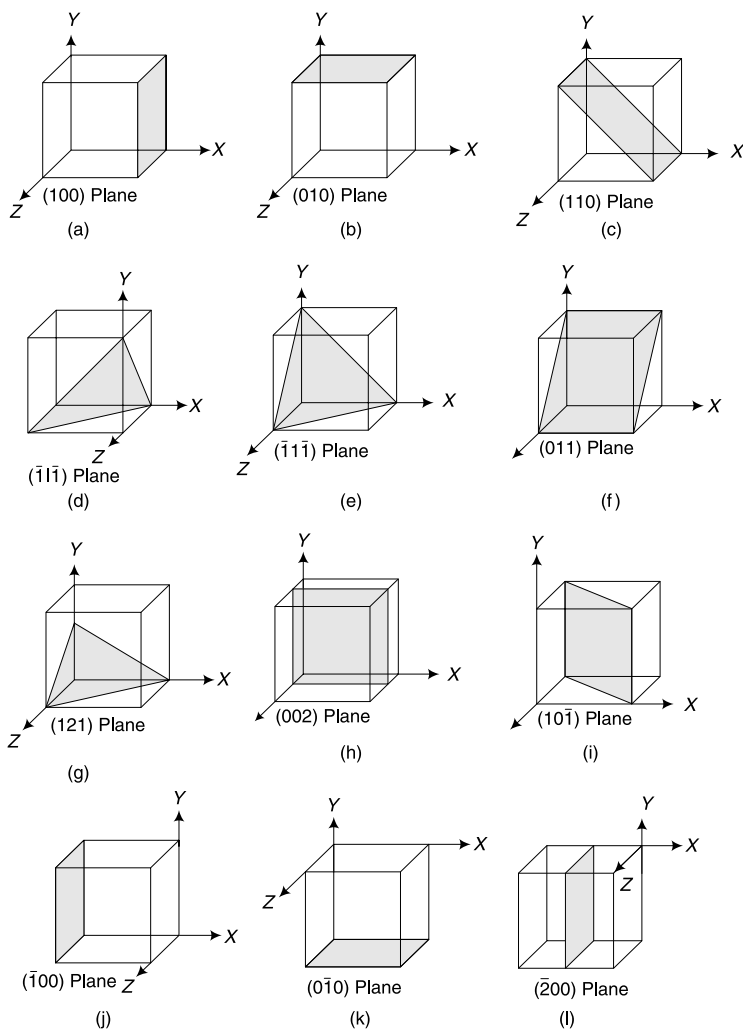 Y
X
Z
(100) Plane
(a)
Y
X
Z
(010) Plane
(b)
Y
X
Z
(110) Plane
(c)
Y
X
Z
(1̄I1̄) Plane
(d)
Y
X
Z
(1̄11̄) Plane
(e)
Y
X
(011) Plane
(f)
Y
X
Z
(121) Plane
(g)
Y
X
(002) Plane
(h)
Y
X
(101̄) Plane
(i)
Y
X
Z
(1̄00) Plane
(j)
Y
X
Z
(01̄0) Plane
(k)
Y
X
Z
(2̄00) Plane
(l)